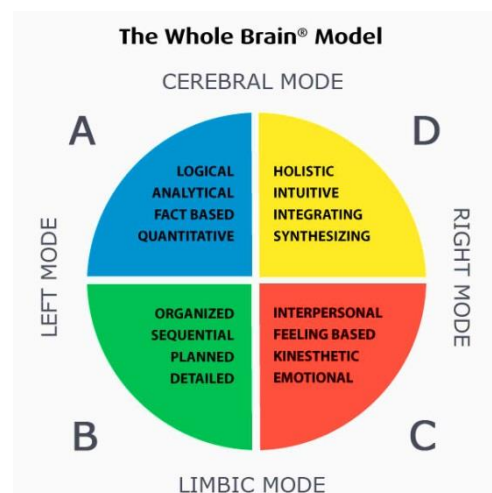 The Whole Brain® Model
CEREBRAL MODE
A
D
LOGICAL
ANALYTICAL
FACT BASED
QUANTITATIVE
HOLISTIC
INTUITIVE
INTEGRATING
SYNTHESIZING
LEFT MODE
RIGHT MODE
ORGANIZED
SEQUENTIAL
PLANNED
DETAILED
INTERPERSONAL
FEELING BASED
KINESTHETIC
EMOTIONAL
B
C
LIMBIC MODE